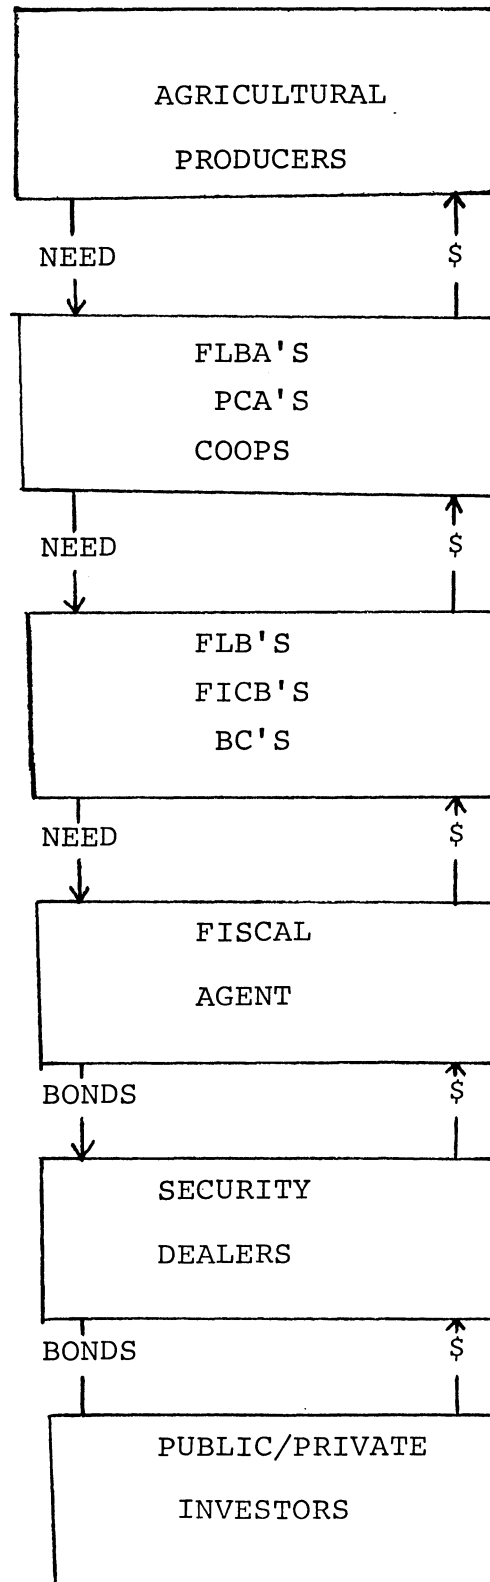 AGRICULTURAL
PRODUCERS
NEED $
FLBA'S
PCA'S
COOPS
NEED $
FLB'S
FICB'S
BC'S
NEED $
FISCAL
AGENT
BONDS $
SECURITY
DEALERS
BONDS $
PUBLIC/PRIVATE
INVESTORS